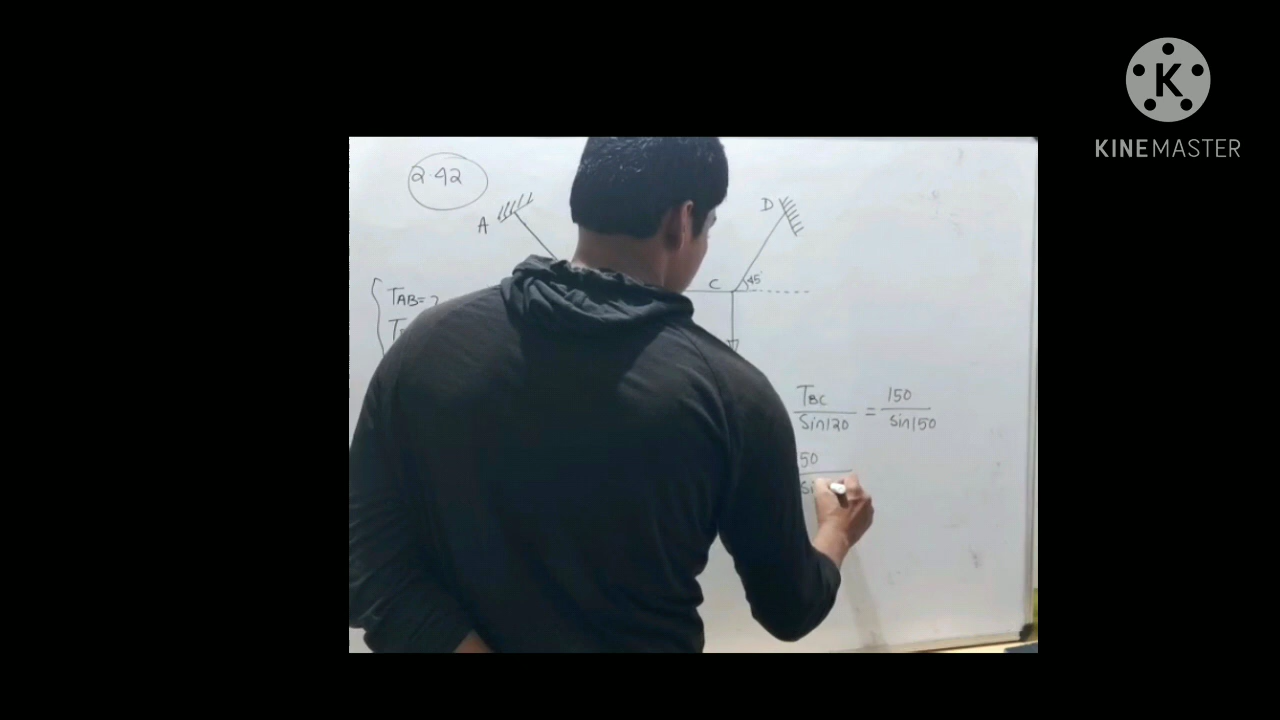 KINEMASTER
2.42
A
D
C 45°
TAB= ?
TBC/Sin120 = 150/sin150
50